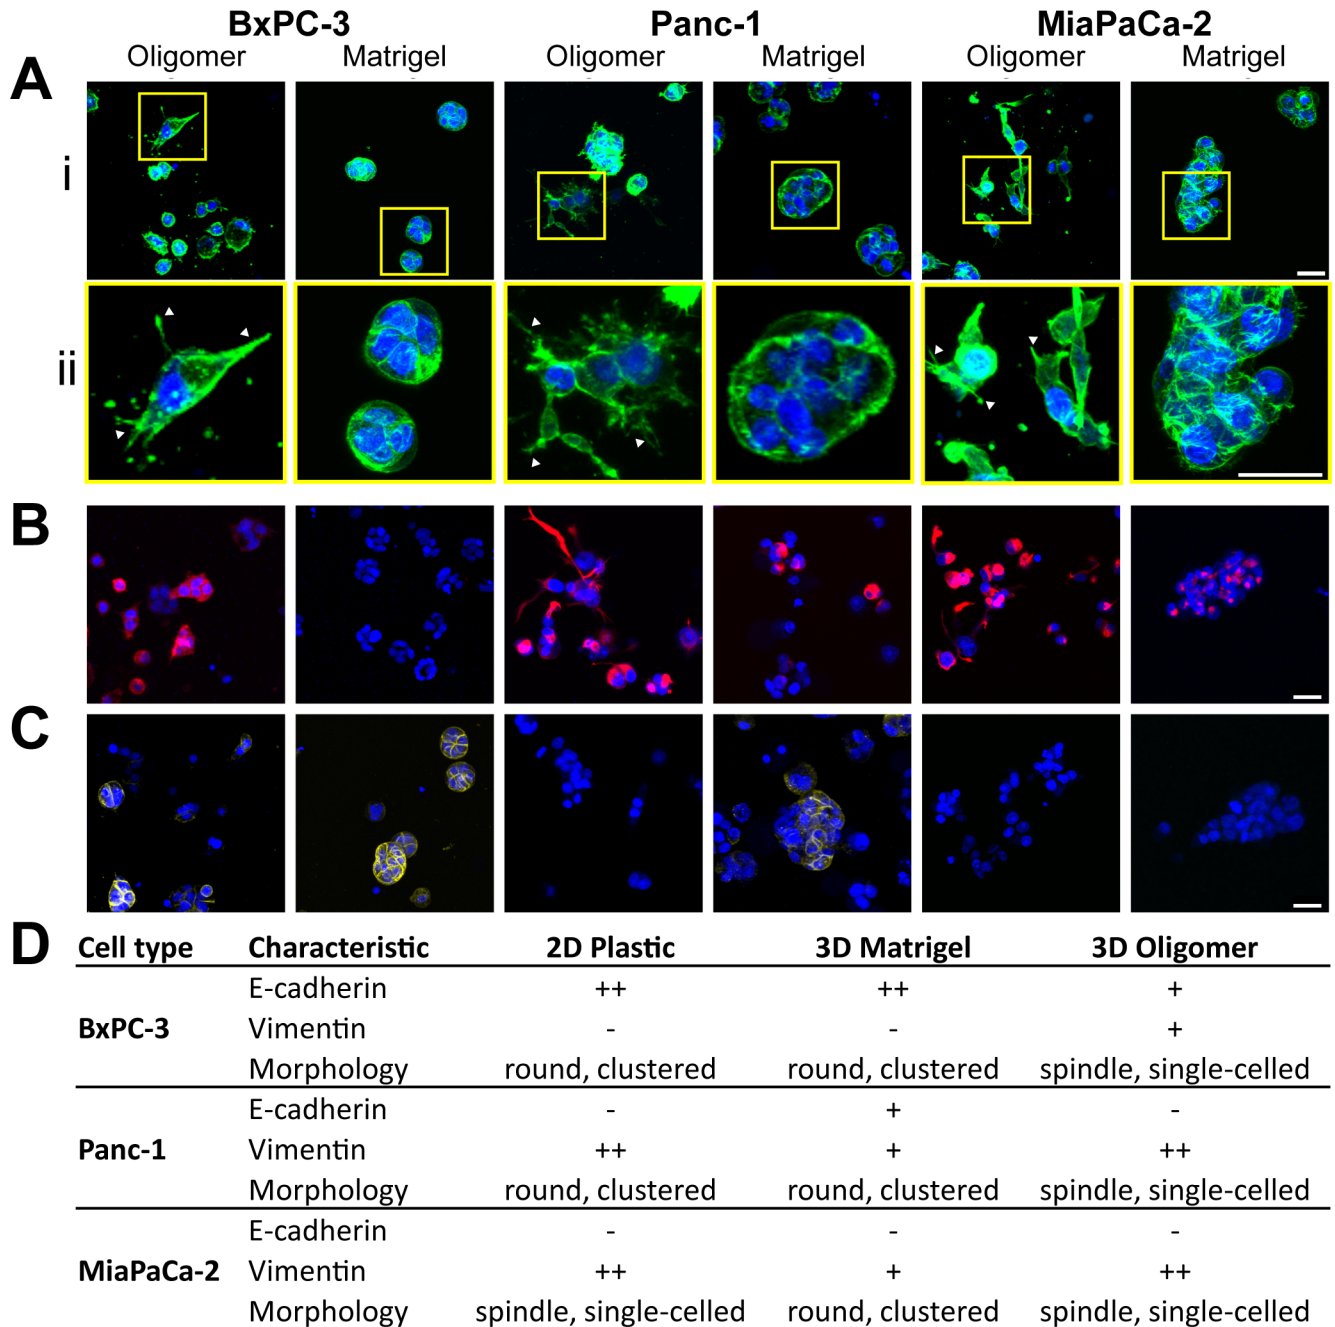 BxPC-3 Panc-1 MiaPaCa-2
Oligomer Matrigel Oligomer Matrigel Oligomer Matrigel
A
i
ii
B
C
D
Cell type Characteristic 2D Plastic 3D Matrigel 3D Oligomer
E-cadherin ++ ++ +
BxPC-3 Vimentin - - +
Morphology round, clustered round, clustered spindle, single-celled
E-cadherin - + -
Panc-1 Vimentin ++ + ++
Morphology round, clustered round, clustered spindle, single-celled
E-cadherin - - -
MiaPaCa-2 Vimentin ++ + ++
Morphology spindle, single-celled round, clustered spindle, single-celled